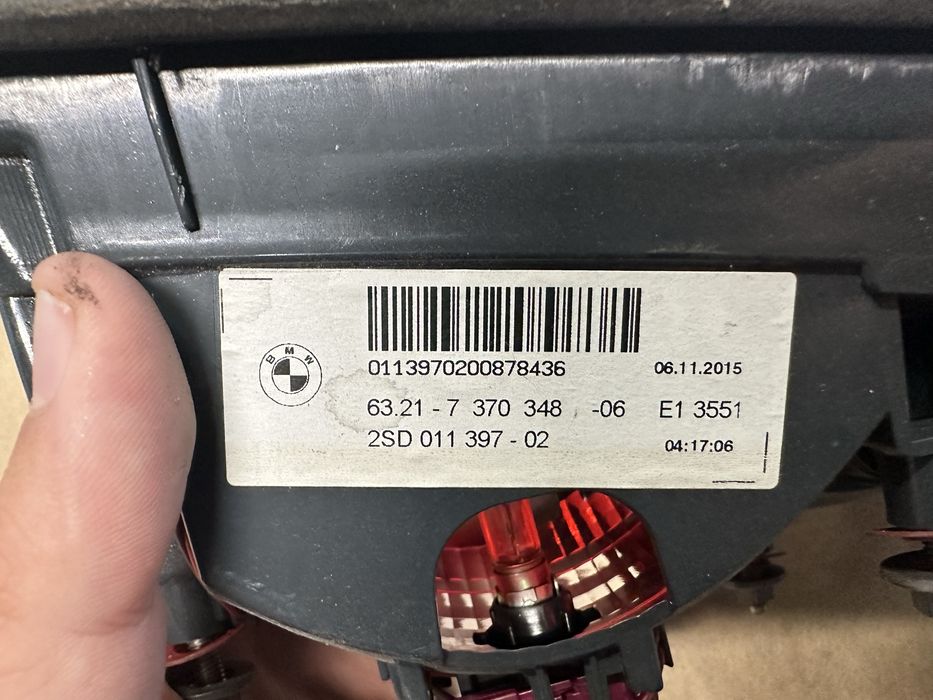 BMW
0113970200878436 06.11.2015
63.21 - 7 370 348 -06 E1 3551
2SD 011 397 - 02 04:17:06